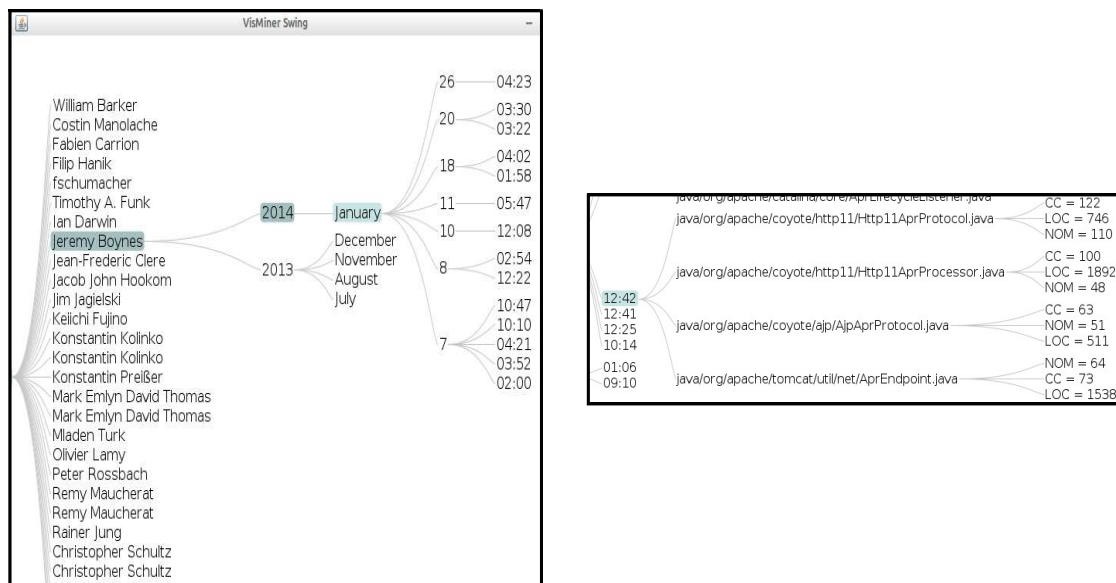 VisMiner Swing
William Barker
Costin Manolache
Fabien Carrion
Filip Hanik
fschumacher
Timothy A. Funk
Ian Darwin
Jeremy Boynes
Jean-Frederic Clere
Jacob John Hookom
Jim Jagielski
Keiichi Fujino
Konstantin Kolinko
Konstantin Kolinko
Konstantin Preißer
Mark Emlyn David Thomas
Mark Emlyn David Thomas
Mladen Turk
Olivier Lamy
Peter Rossbach
Remy Maucherat
Remy Maucherat
Rainer Jung
Christopher Schultz
Christopher Schultz
2014
2013
January
December
November
August
July
26
20
18
11
10
8
7
04:23
03:30
03:22
04:02
01:58
05:47
12:08
02:54
12:22
10:47
10:10
04:21
03:52
02:00
12:42
12:41
12:25
10:14
01:06
09:10
java/org/apache/catalina/core/AprLifecycleListener.java
java/org/apache/coyote/http11/Http11AprProtocol.java
CC = 122
LOC = 746
NOM = 110
java/org/apache/coyote/http11/Http11AprProcessor.java
CC = 100
LOC = 1892
NOM = 48
java/org/apache/coyote/ajp/AjpAprProtocol.java
CC = 63
NOM = 51
LOC = 511
java/org/apache/tomcat/util/net/AprEndpoint.java
NOM = 64
CC = 73
LOC = 1538